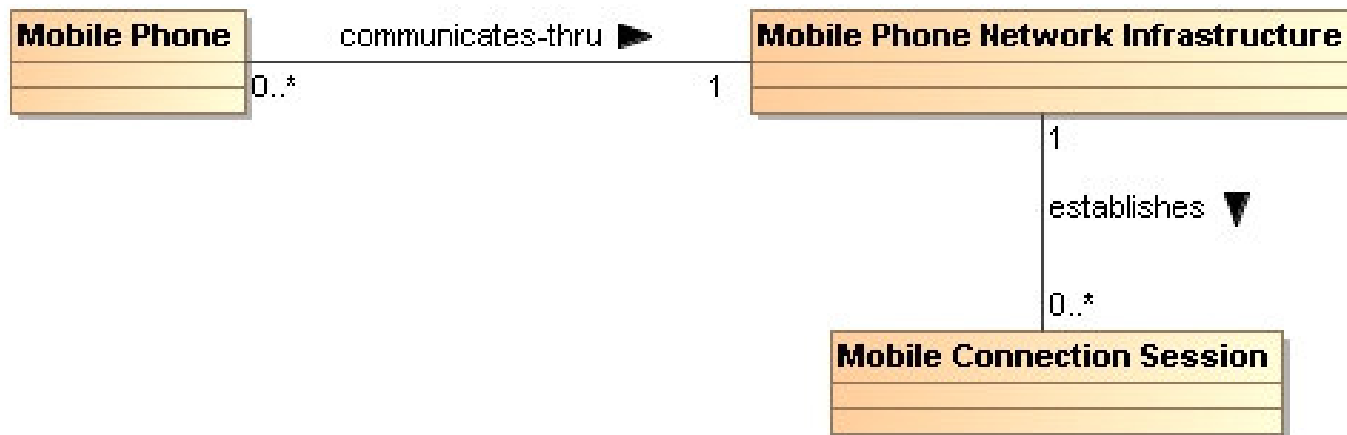 Mobile Phone
communicates-thru
Mobile Phone Network Infrastructure
0..*
1
1
establishes
0..*
Mobile Connection Session